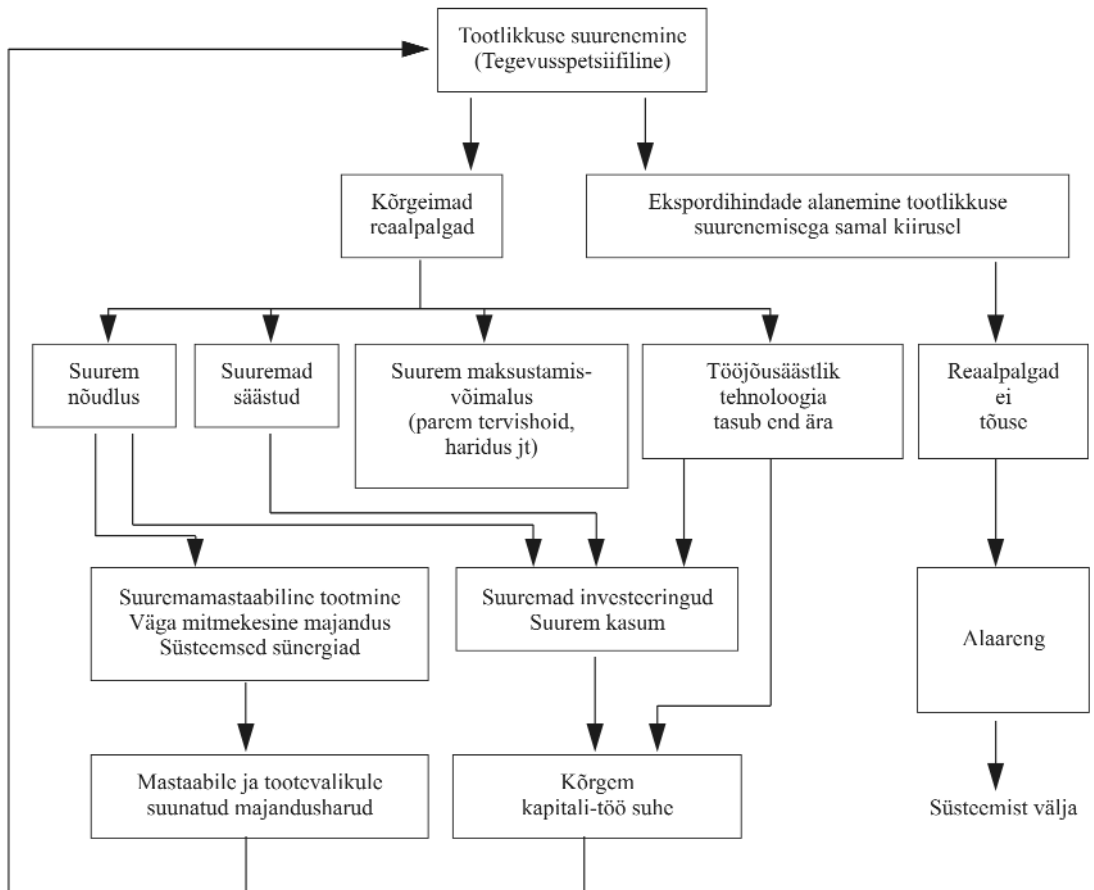 Tootlikkuse suurenemine
(Tegevusspetsiifiline)
Kõrgeimad
reaalpalgad
Ekspordihindade alanemine tootlikkuse
suurenemisega samal kiirusel
Suurem
nõudlus
Suuremad
säästud
Suurem maksustamis-
võimalus
(parem tervishoid,
haridus jt)
Tööjõusäästlik
tehnoloogia
tasub end ära
Reaalpalgad
ei
tõuse
Suuremamastaabiline tootmine
Väga mitmekesine majandus
Süsteemsed sünergiad
Suuremad investeeringud
Suurem kasum
Alaareng
Mastaabile ja tootevalikule
suunatud majandusharud
Kõrgem
kapitali-töö suhe
Süsteemist välja